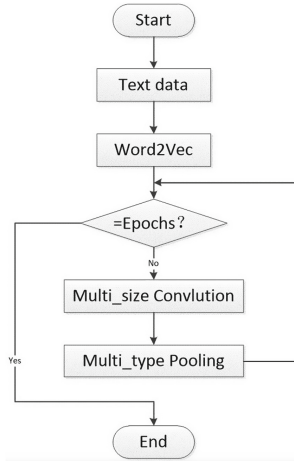 Start
Text data
Word2Vec
=Epochs？
No
Multi_size Convlution
Yes
Multi_type Pooling
End